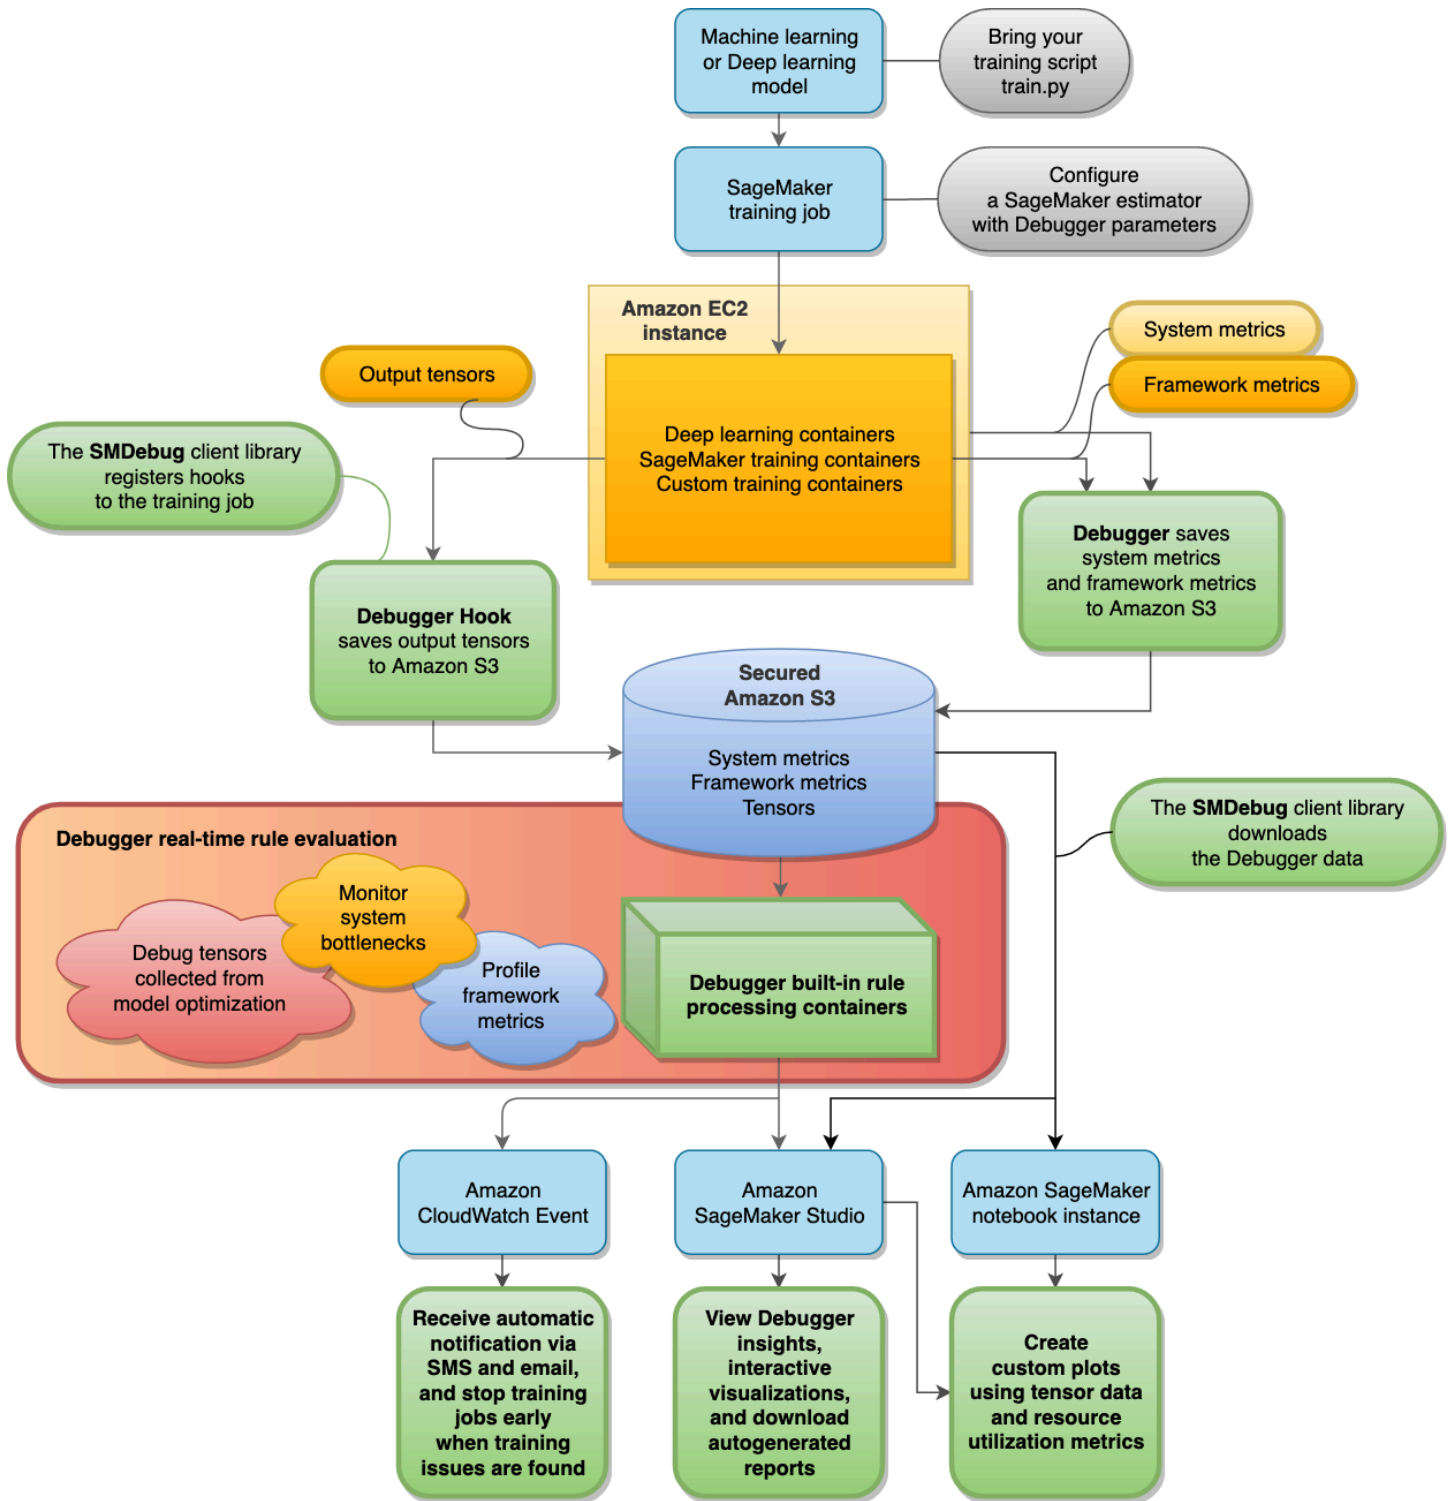 Machine learning
or Deep learning
model
Bring your
training script
train.py
SageMaker
training job
Configure
a SageMaker estimator
with Debugger parameters
Amazon EC2
instance
System metrics
Framework metrics
Output tensors
Deep learning containers
SageMaker training containers
Custom training containers
The SMDebug client library
registers hooks
to the training job
Debugger saves
system metrics
and framework metrics
to Amazon S3
Debugger Hook
saves output tensors
to Amazon S3
Secured
Amazon S3
System metrics
Framework metrics
Tensors
The SMDebug client library
downloads
the Debugger data
Debugger real-time rule evaluation
Monitor
system
bottlenecks
Debug tensors
collected from
model optimization
Profile
framework
metrics
Debugger built-in rule
processing containers
Amazon
CloudWatch Event
Amazon
SageMaker Studio
Amazon SageMaker
notebook instance
Receive automatic
notification via
SMS and email,
and stop training
jobs early
when training
issues are found
View Debugger
insights,
interactive
visualizations,
and download
autogenerated
reports
Create
custom plots
using tensor data
and resource
utilization metrics